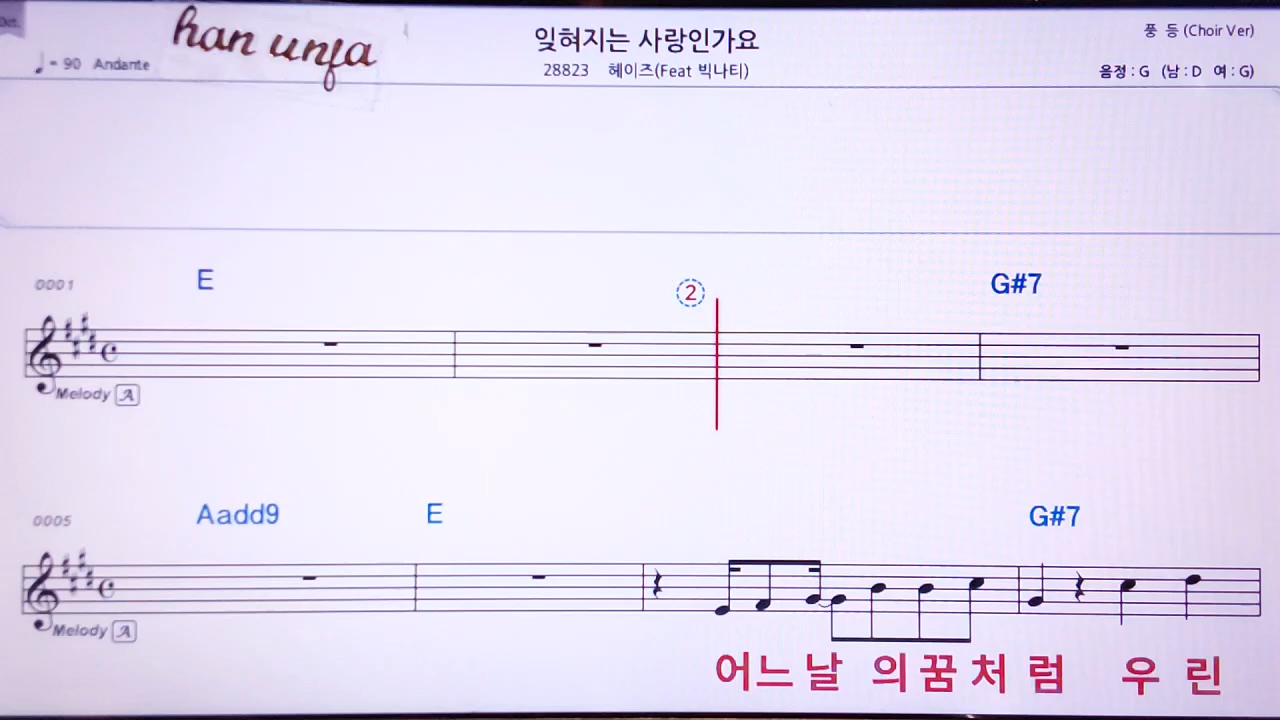 Det.
han unfa
♩ = 90 Andante
잊혀지는 사랑인가요
28823 헤이즈(Feat 빅나티)
풍 등 (Choir Ver)
음정 : G (남 : D 여 : G)
0001 E ② G#7
Melody A
0005 Aadd9 E G#7
Melody A
어느날 의꿈처럼 우린